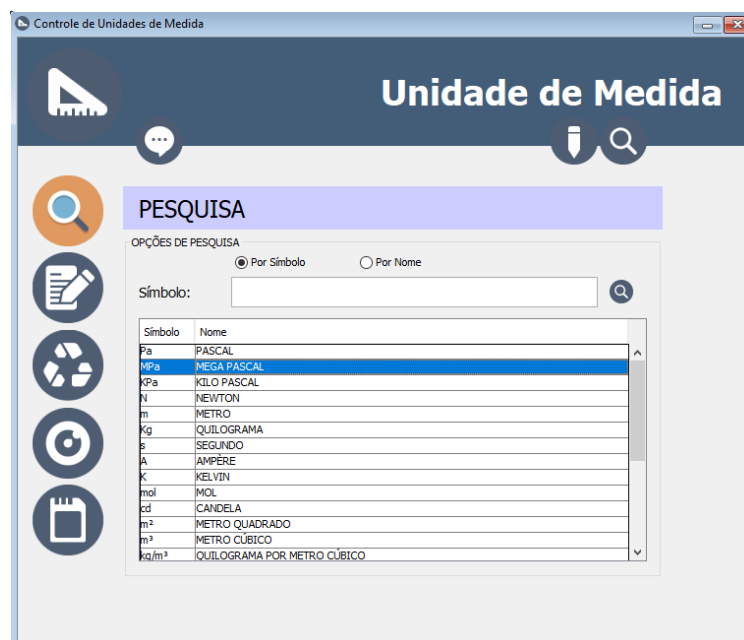 Controle de Unidades de Medida
Unidade de Medida
PESQUISA
OPÇÕES DE PESQUISA
Por Símbolo Por Nome
Símbolo:
Símbolo Nome
Pa PASCAL
MPa MEGA PASCAL
KPa KILO PASCAL
N NEWTON
m METRO
Kg QUILOGRAMA
s SEGUNDO
A AMPÈRE
K KELVIN
mol MOL
cd CANDELA
m² METRO QUADRADO
m³ METRO CÚBICO
kg/m³ QUILOGRAMA POR METRO CÚBICO